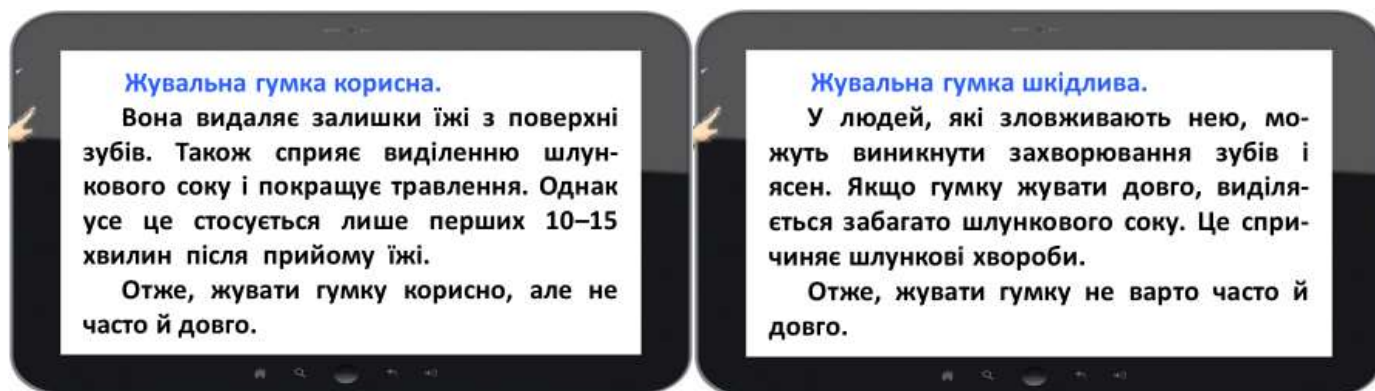 Жувальна гумка корисна.
Вона видаляє залишки їжі з поверхні
зубів. Також сприяє виділенню шлун-
кового соку і покращує травлення. Однак
усе це стосується лише перших 10–15
хвилин після прийому їжі.
Отже, жувати гумку корисно, але не
часто й довго.
Жувальна гумка шкідлива.
У людей, які зловживають нею, мо-
жуть виникнути захворювання зубів і
ясен. Якщо гумку жувати довго, виділя-
ється забагато шлункового соку. Це спри-
чиняє шлункові хвороби.
Отже, жувати гумку не варто часто й
довго.